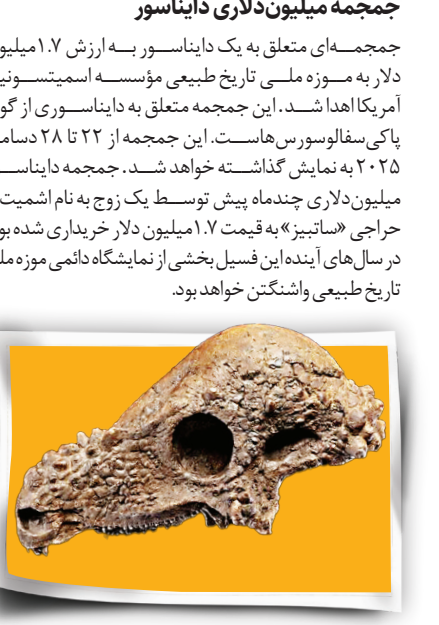 جمجمه میلیون‌دلاری دایناسور
جمجمه‌ای متعلق به یک دایناسور به ارزش ۱.۷میلیو
دلار به موزه ملی تاریخ طبیعی مؤسسه اسمیتسونی
آمریکا اهدا شد. این جمجمه متعلق به دایناسوری از گو
پاکی‌سفالوسورس‌هاست. این جمجمه از ۲۲ تا ۲۸ دسام
۲۰۲۵ به نمایش گذاشته خواهد شد. جمجمه دایناس
میلیون‌دلاری چندماه پیش توسط یک زوج به نام اشمیت
حراجی «ساتبیز» به قیمت ۱.۷میلیون دلار خریداری شده بو
در سال‌های آینده این فسیل بخشی از نمایشگاه دائمی موزه مل
تاریخ طبیعی واشنگتن خواهد بود.